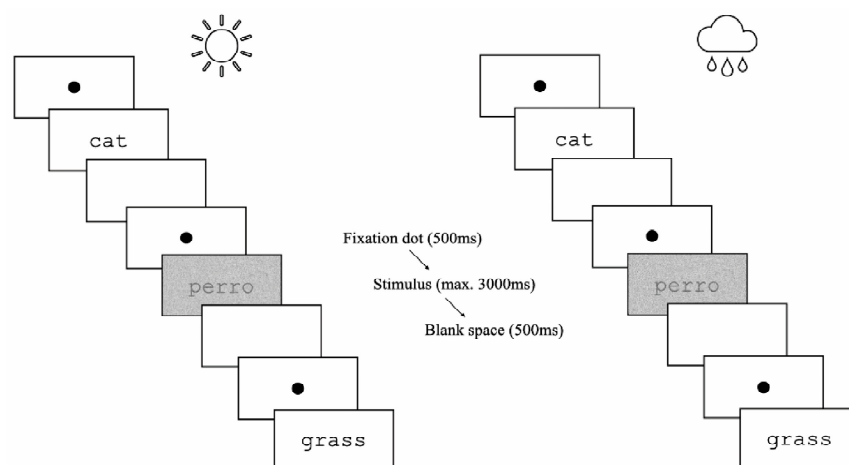 cat
perro
grass
Fixation dot (500ms)
Stimulus (max. 3000ms)
Blank space (500ms)
cat
perro
grass